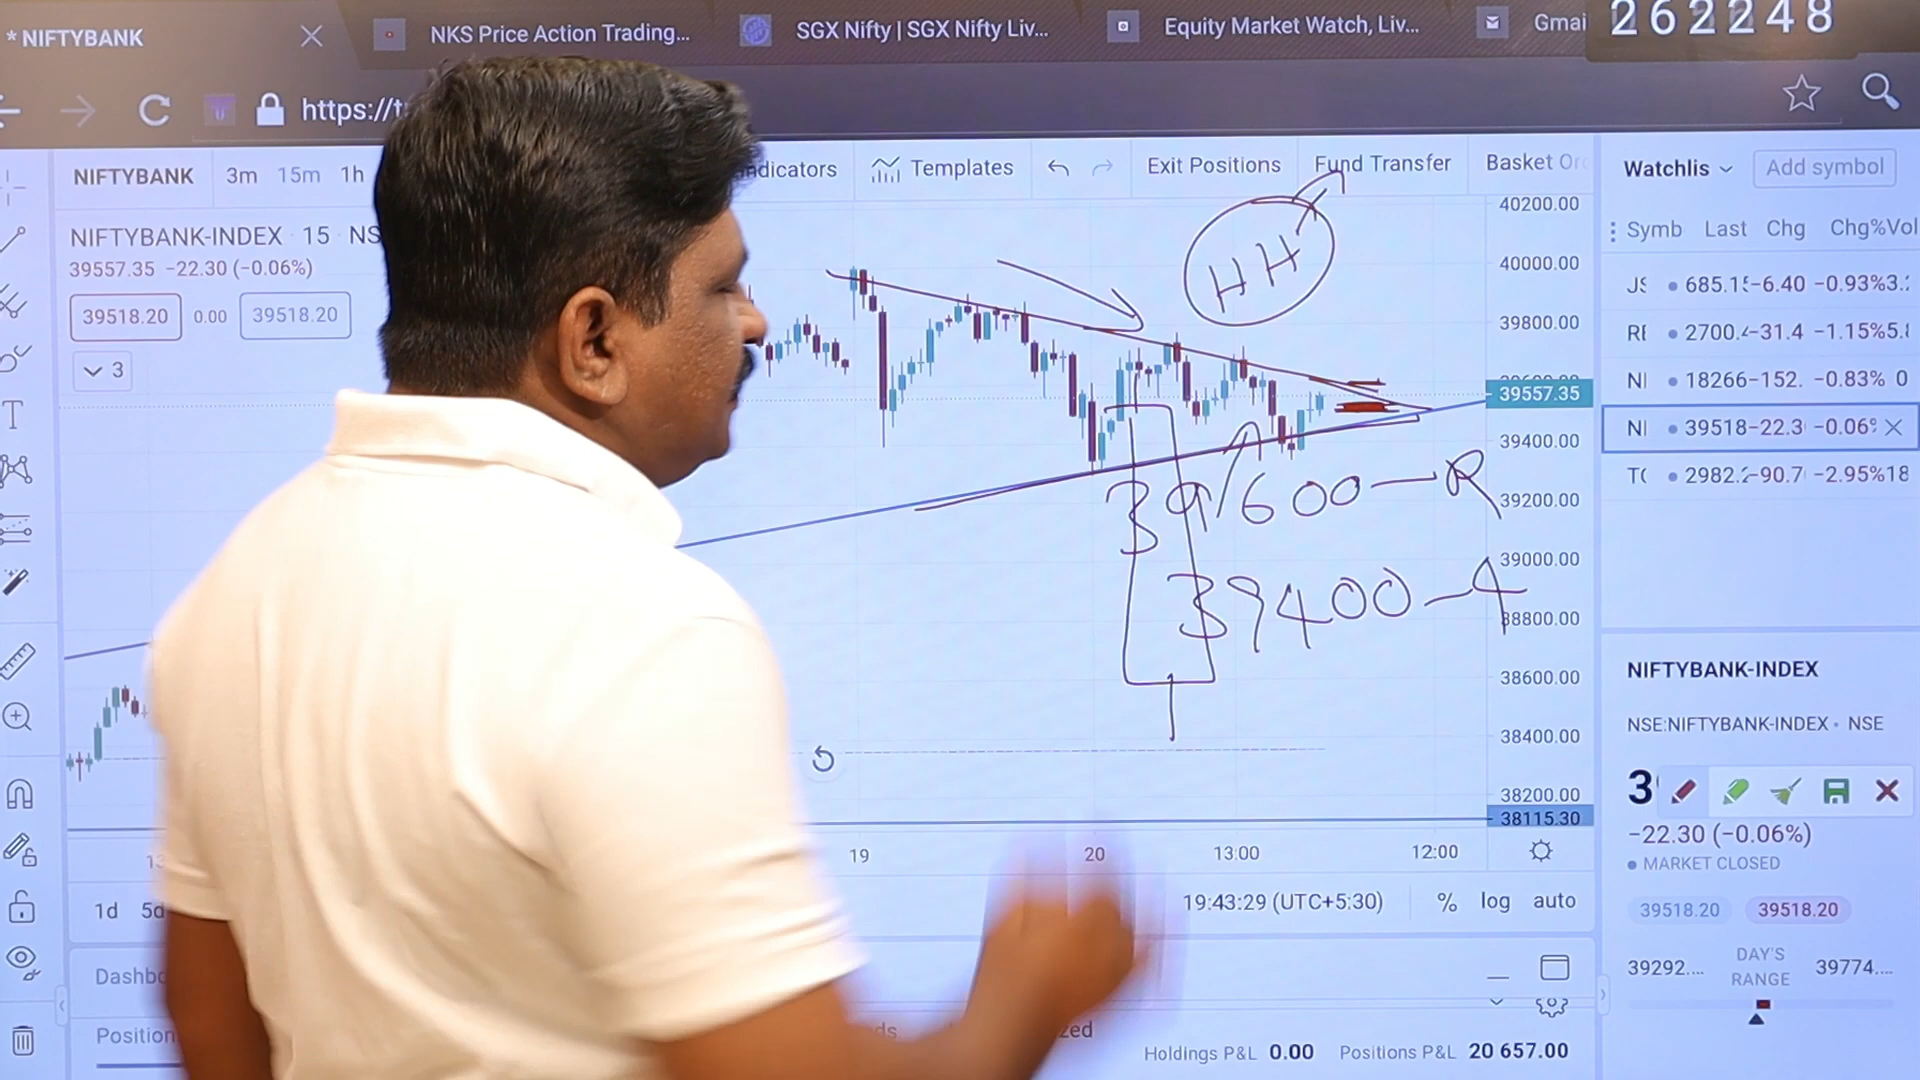 * NIFTYBANK
NKS Price Action Trading...
SGX Nifty | SGX Nifty Liv...
Equity Market Watch, Liv...
Gmai
262248
https://t
NIFTYBANK 3m 15m 1h
ndicators
Templates
Exit Positions
Fund Transfer
Basket Or
Watchlis
Add symbol
NIFTYBANK-INDEX · 15 · NS
39557.35 −22.30 (−0.06%)
39518.20 0.00 39518.20
3
HH
39600 - R
39400
40200.00
40000.00
39800.00
39557.35
39400.00
39200.00
39000.00
38800.00
38600.00
38400.00
38200.00
38115.30
Symb Last Chg Chg% Vol
685.1 -6.40 −0.93% 3.
2700. -31.4 −1.15% 5.
18266 -152. −0.83% 0
39518 -22.3 −0.06
2982. -90.7 −2.95% 18
NIFTYBANK-INDEX
NSE:NIFTYBANK-INDEX · NSE
3
−22.30 (−0.06%)
MARKET CLOSED
39518.20 39518.20
39292.... DAY'S RANGE 39774....
19 20 13:00 12:00
1d 5d
19:43:29 (UTC+5:30) % log auto
Dashbo
Position
Holdings P&L 0.00 Positions P&L 20 657.00